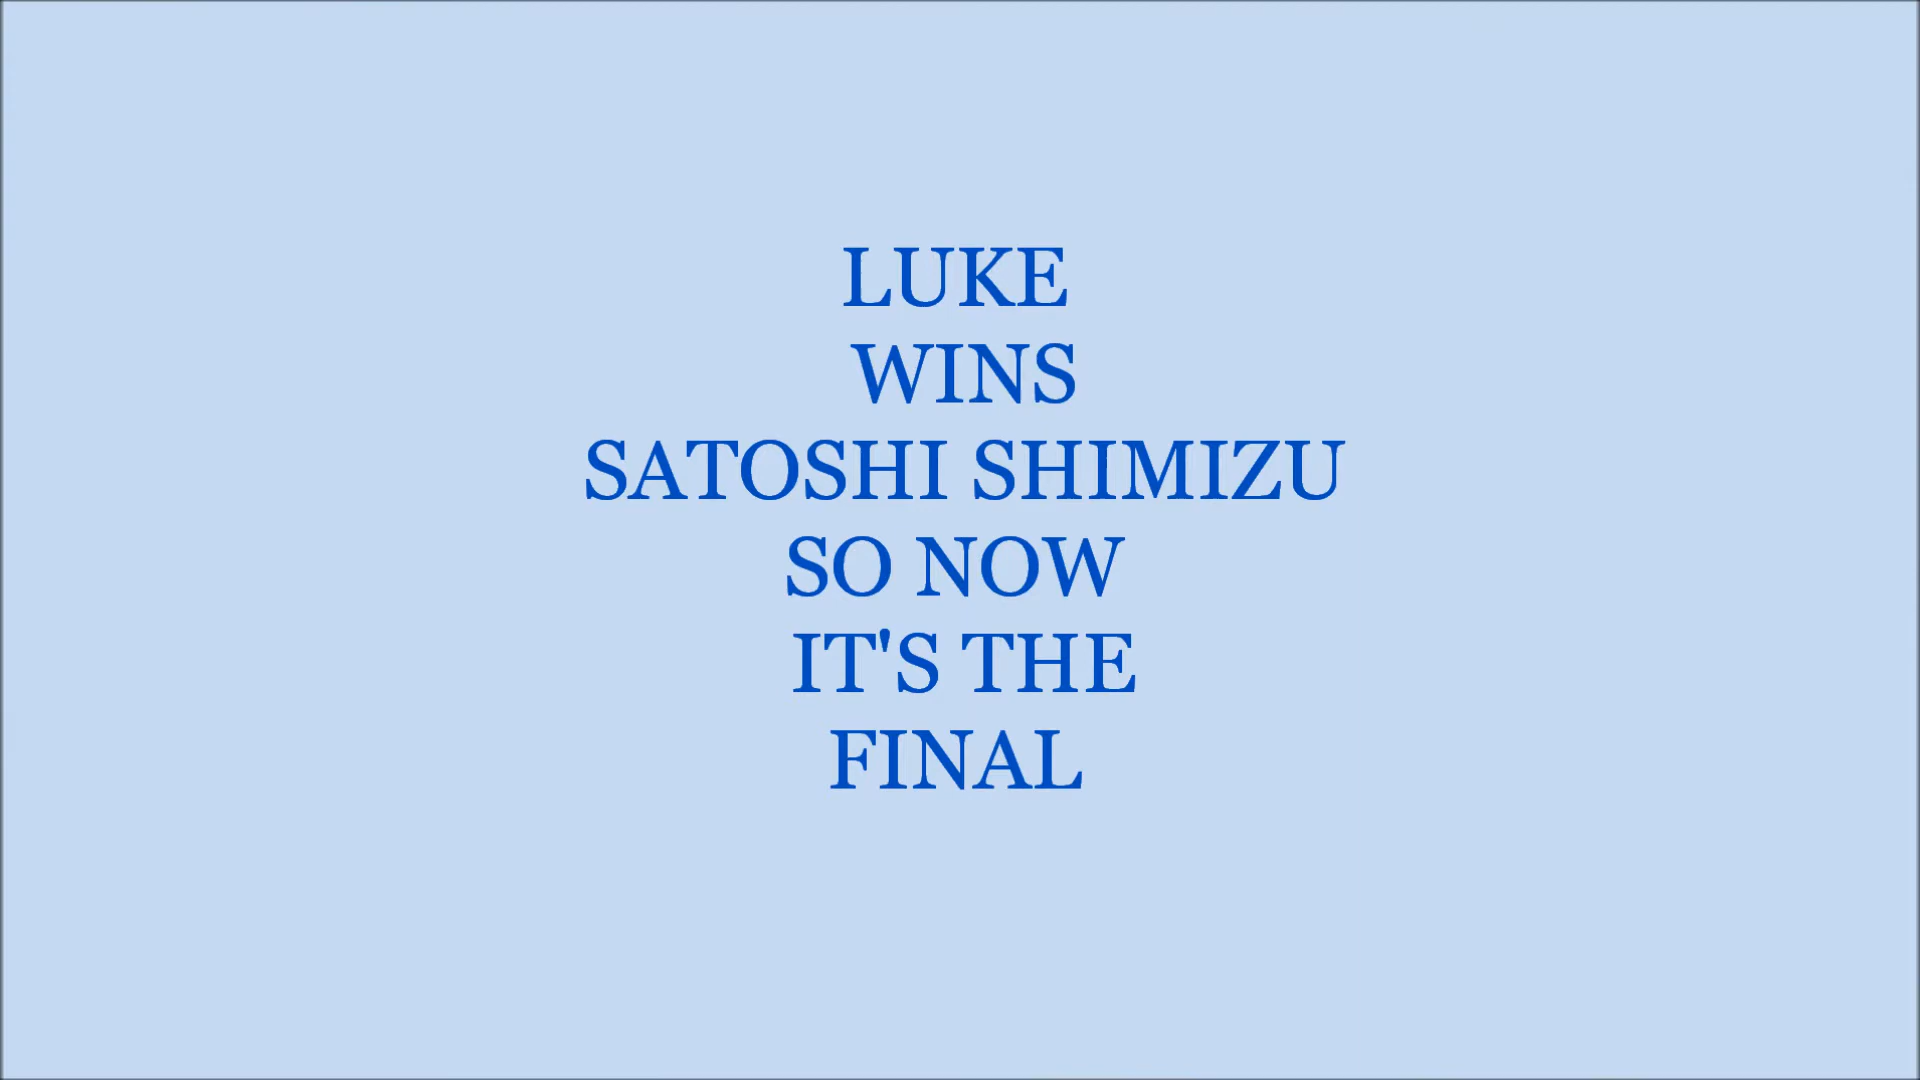 LUKE
WINS
SATOSHI SHIMIZU
SO NOW
IT'S THE
FINAL